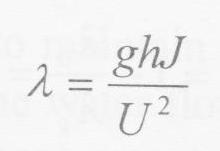 λ = ghJ / U²